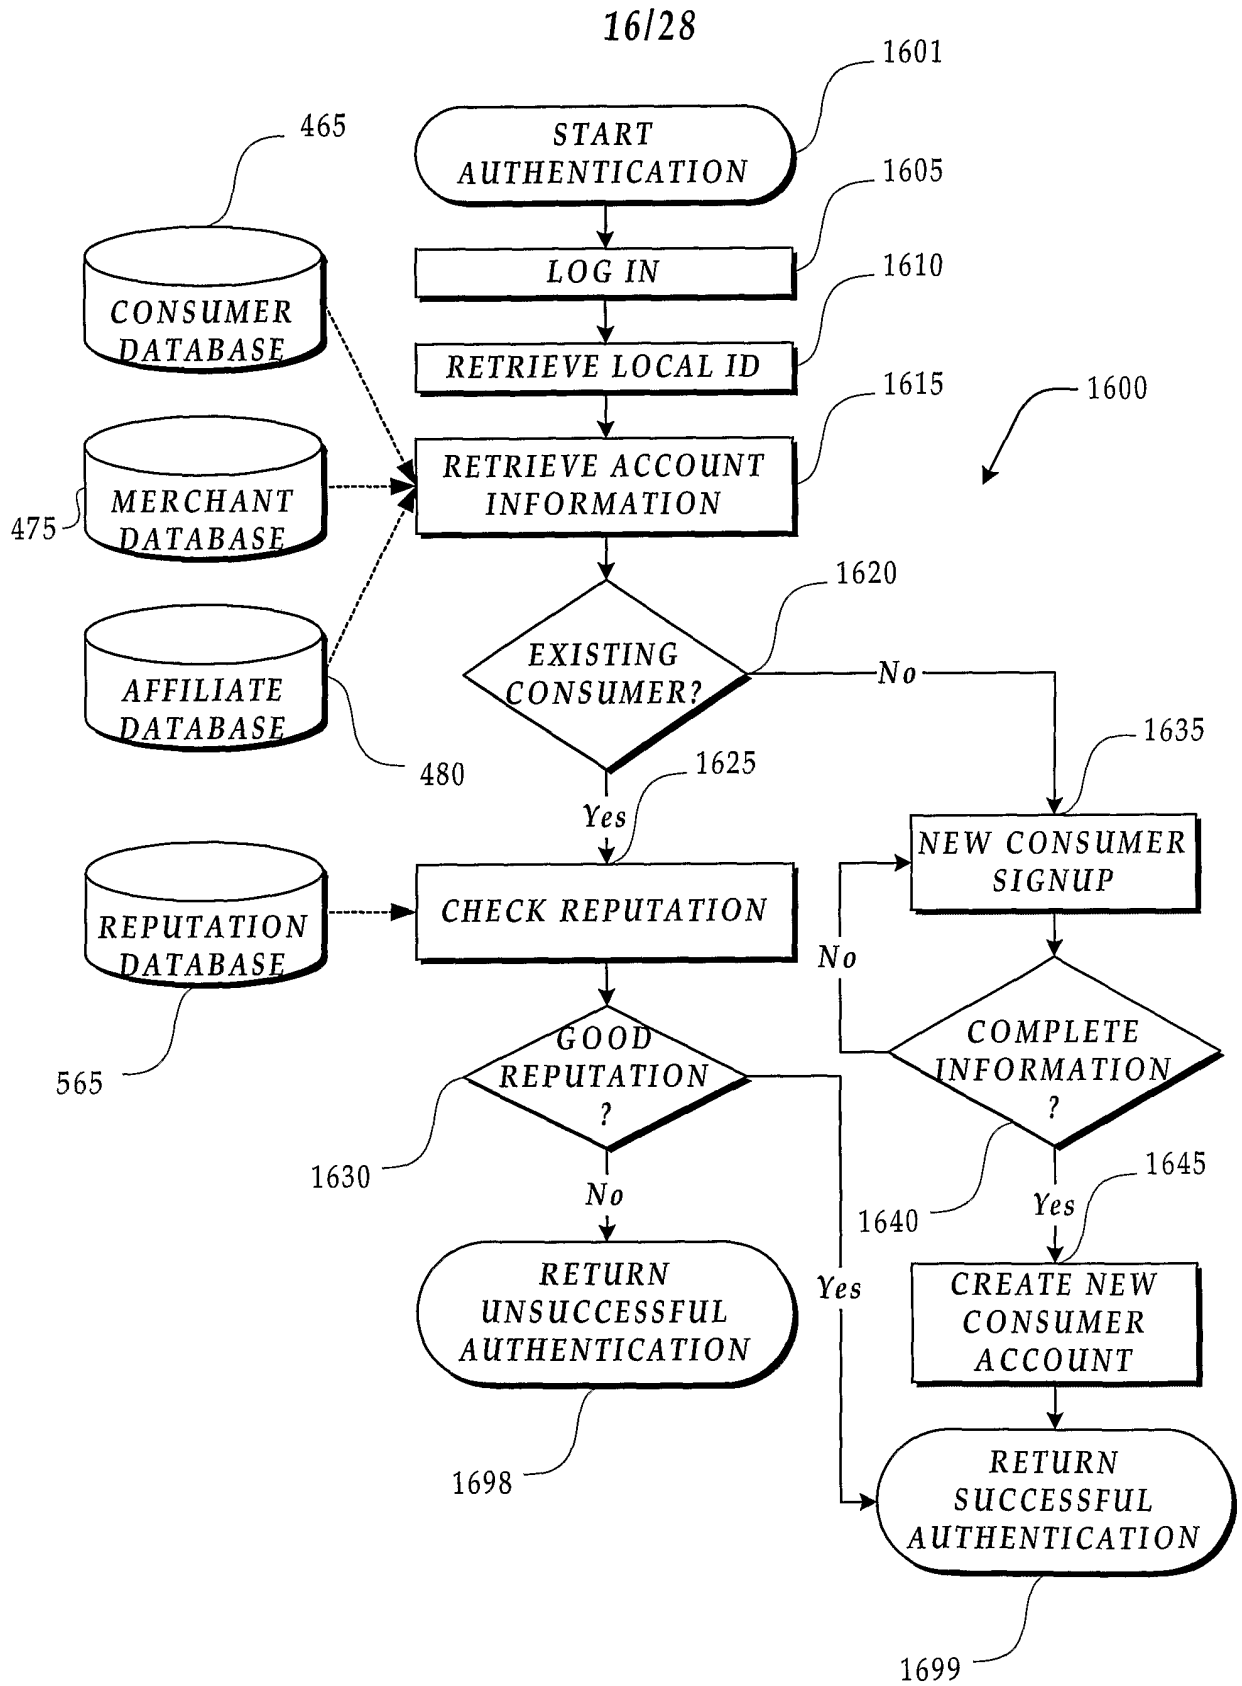 16/28
1601
START
AUTHENTICATION
465
1605
LOG IN
1610
CONSUMER
DATABASE
RETRIEVE LOCAL ID
1615
1600
RETRIEVE ACCOUNT
INFORMATION
MERCHANT
DATABASE
475
1620
EXISTING
CONSUMER?
No
AFFILIATE
DATABASE
480
1635
1625
Yes
NEW CONSUMER
SIGNUP
CHECK REPUTATION
REPUTATION
DATABASE
No
GOOD
REPUTATION
?
COMPLETE
INFORMATION
?
565
1630
No
1645
Yes
1640
RETURN
UNSUCCESSFUL
AUTHENTICATION
Yes
CREATE NEW
CONSUMER
ACCOUNT
1698
RETURN
SUCCESSFUL
AUTHENTICATION
1699